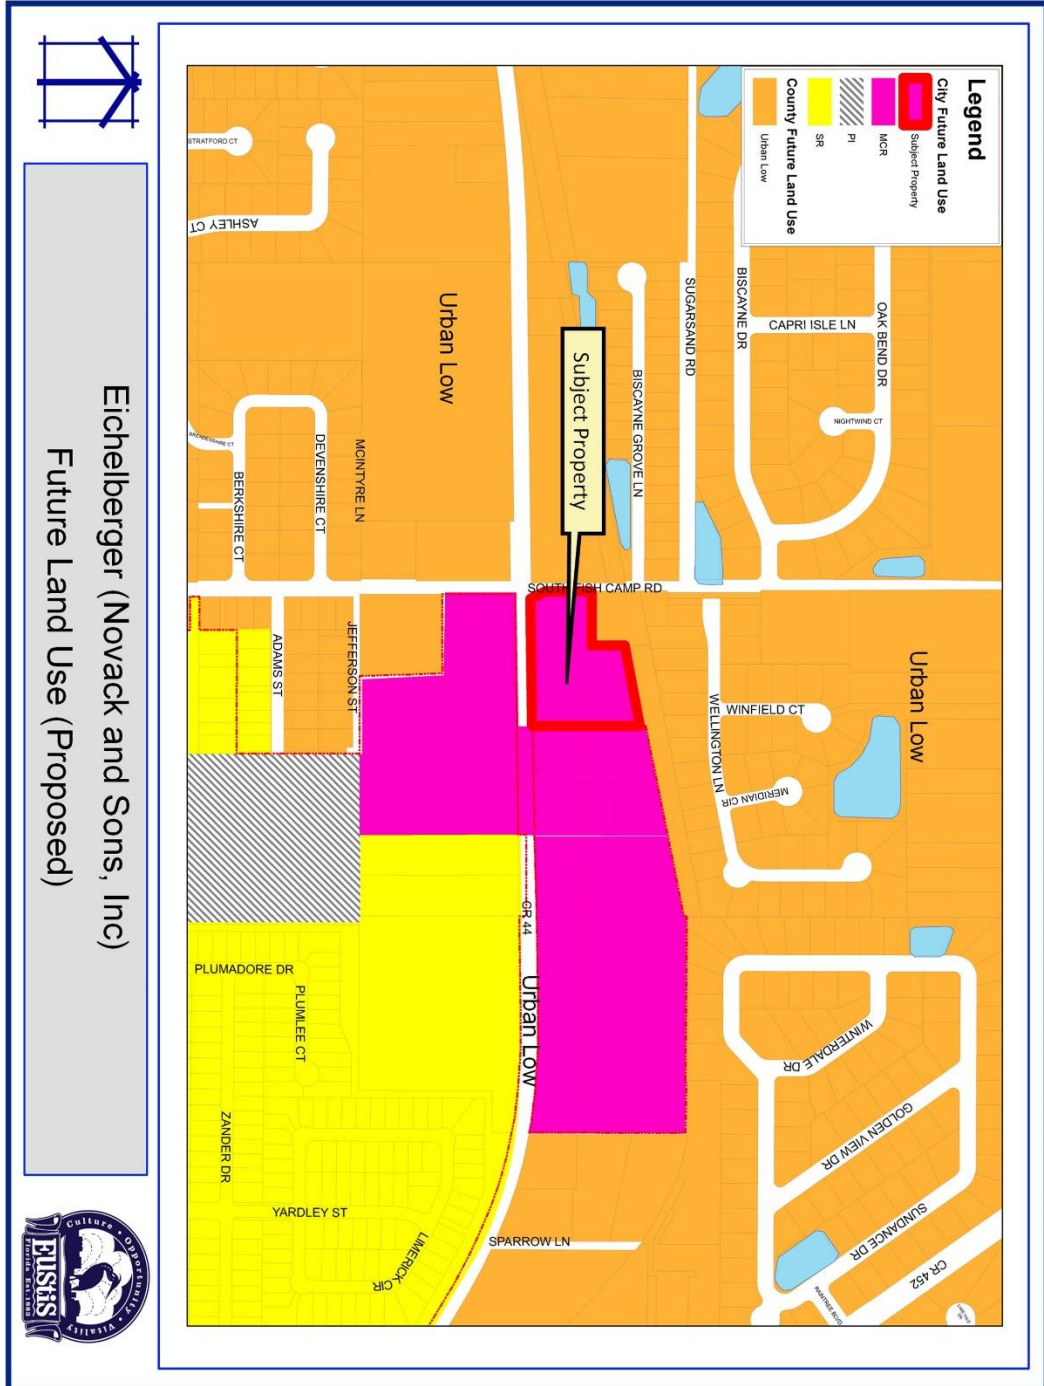 Legend
City Future Land Use
Subject Property
MCR
PI
SR
County Future Land Use
Urban Low
OAK BEND DR
CAPRI ISLE LN
NIGHTWIND CT
BISCAYNE DR
SUGARSAND RD
BISCAYNE GROVE LN
Subject Property
SOUTH FISH CAMP RD
Urban Low
WINFIELD CT
WELLINGTON LN
MERIDIAN CIR
WINTERDALE DR
GOLDEN VIEW DR
SUNDANCE DR
CR 452
RAINTREE BLVD
Urban Low
CR 44
Urban Low
SPARROW LN
STRATFORD CT
ASHLEY CT
MCINTYRE LN
DEVENSHIRE CT
BERKSHIRE CT
JEFFERSON ST
ADAMS ST
PLUMADORE DR
PLUMLEE CT
ZANDER DR
YARDLEY ST
LIMERICK CIR
Eichelberger (Novack and Sons, Inc)
Future Land Use (Proposed)
Culture • Opportunity • Vitality
EUSTIS
Florida Est. 1883